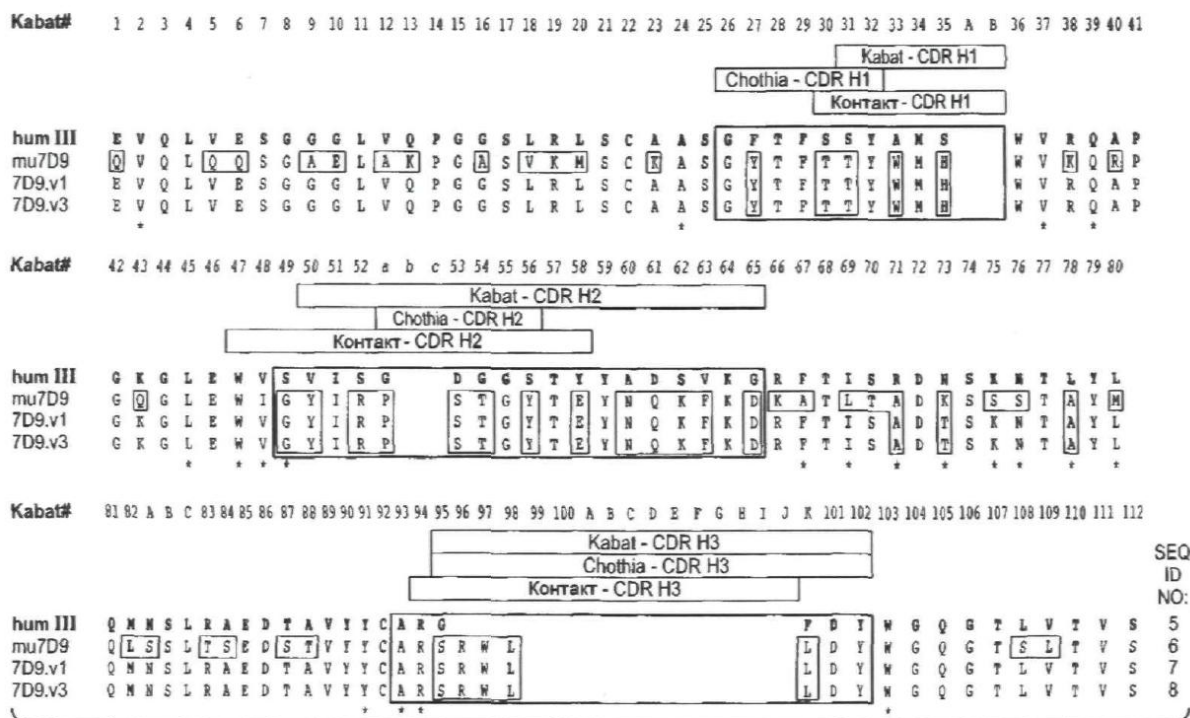 Kabat# 1 2 3 4 5 6 7 8 9 10 11 12 13 14 15 16 17 18 19 20 21 22 23 24 25 26 27 28 29 30 31 32 33 34 35 A B 36 37 38 39 40 41
Kabat - CDR H1
Chothia - CDR H1
Контакт - CDR H1
hum III E V Q L V E S G G G L V Q P G G S L R L S C A A S G F T F S S Y A M S W V R Q A P
mu7D9 Q V Q L Q Q S G A E L A K P G A S V K M S C K A S G Y T F T T Y W M H W V K Q R P
7D9.v1 E V Q L V E S G G G L V Q P G G S L R L S C A A S G Y T F T T Y W M H W V R Q A P
7D9.v3 E V Q L V E S G G G L V Q P G G S L R L S C A A S G Y T F T T Y W M H W V R Q A P
* * * *
Kabat# 42 43 44 45 46 47 48 49 50 51 52 a b c 53 54 55 56 57 58 59 60 61 62 63 64 65 66 67 68 69 70 71 72 73 74 75 76 77 78 79 80
Kabat - CDR H2
Chothia - CDR H2
Контакт - CDR H2
hum III G K G L E W V S V I S G D G G S T Y Y A D S V K G R F T I S R D N S K N T L Y L
mu7D9 G Q G L E W I G Y I R P S T G Y T E Y N Q K F K D K A T L T A D K S S S T A Y M
7D9.v1 G K G L E W V G Y I R P S T G Y T E Y N Q K F K D R F T I S A D T S K N T A Y L
7D9.v3 G K G L E W V G Y I R P S T G Y T E Y N Q K F K D R F T I S A D T S K N T A Y L
* * * * * * * * * * * *
Kabat# 81 82 A B C 83 84 85 86 87 88 89 90 91 92 93 94 95 96 97 98 99 100 A B C D E F G H I J K 101 102 103 104 105 106 107 108 109 110 111 112
Kabat - CDR H3
Chothia - CDR H3
Контакт - CDR H3
SEQ
ID
NO:
hum III Q M N S L R A E D T A V Y Y C A R G F D Y W G Q G T L V T V S 5
mu7D9 Q L S S L T S E D S T V Y Y C A R S R W L L D Y W G Q G T S L T V S 6
7D9.v1 Q M N S L R A E D T A V Y Y C A R S R W L L D Y W G Q G T L V T V S 7
7D9.v3 Q M N S L R A E D T A V Y Y C A R S R W L L D Y W G Q G T L V T V S 8
* * * *